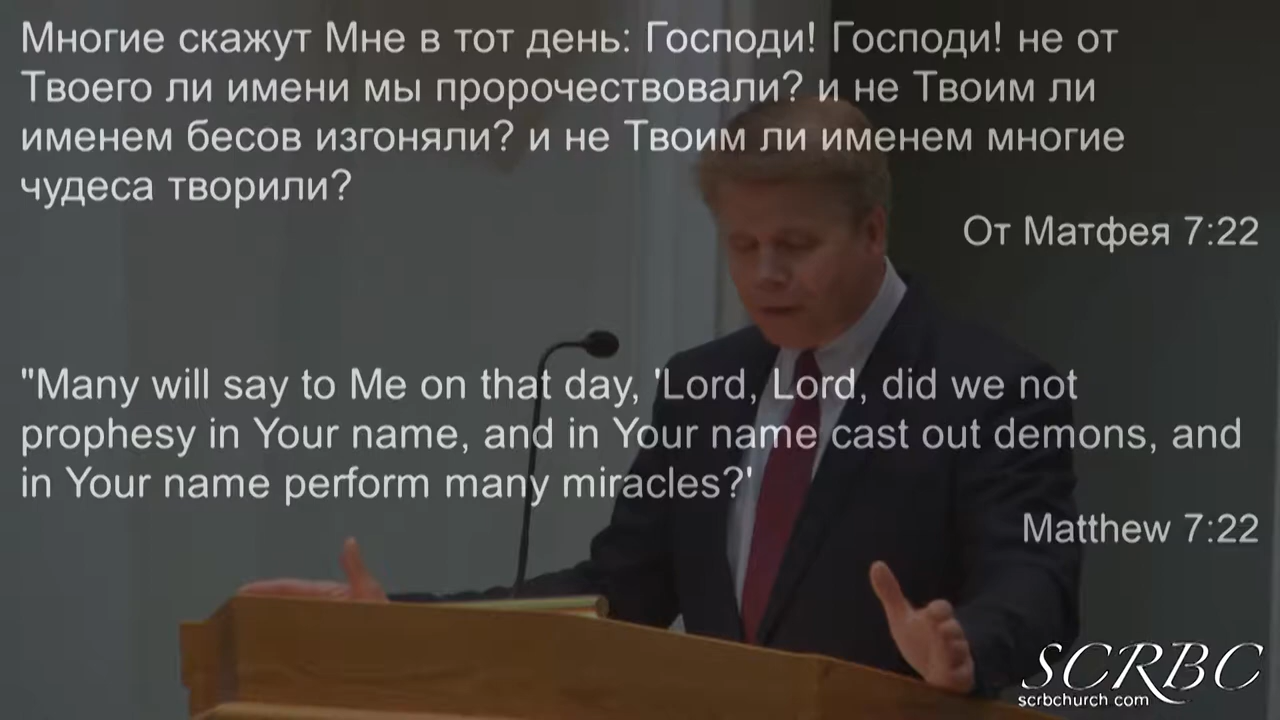 Многие скажут Мне в тот день: Господи! Господи! не от
Твоего ли имени мы пророчествовали? и не Твоим ли
именем бесов изгоняли? и не Твоим ли именем многие
чудеса творили?
От Матфея 7:22
"Many will say to Me on that day, 'Lord, Lord, did we not
prophesy in Your name, and in Your name cast out demons, and
in Your name perform many miracles?'
Matthew 7:22
SCRBC
scrbchurch com